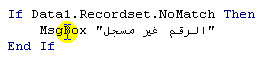 If Data1.Recordset.NoMatch Then
MsgBox "الرقم غير مسجل"
End If